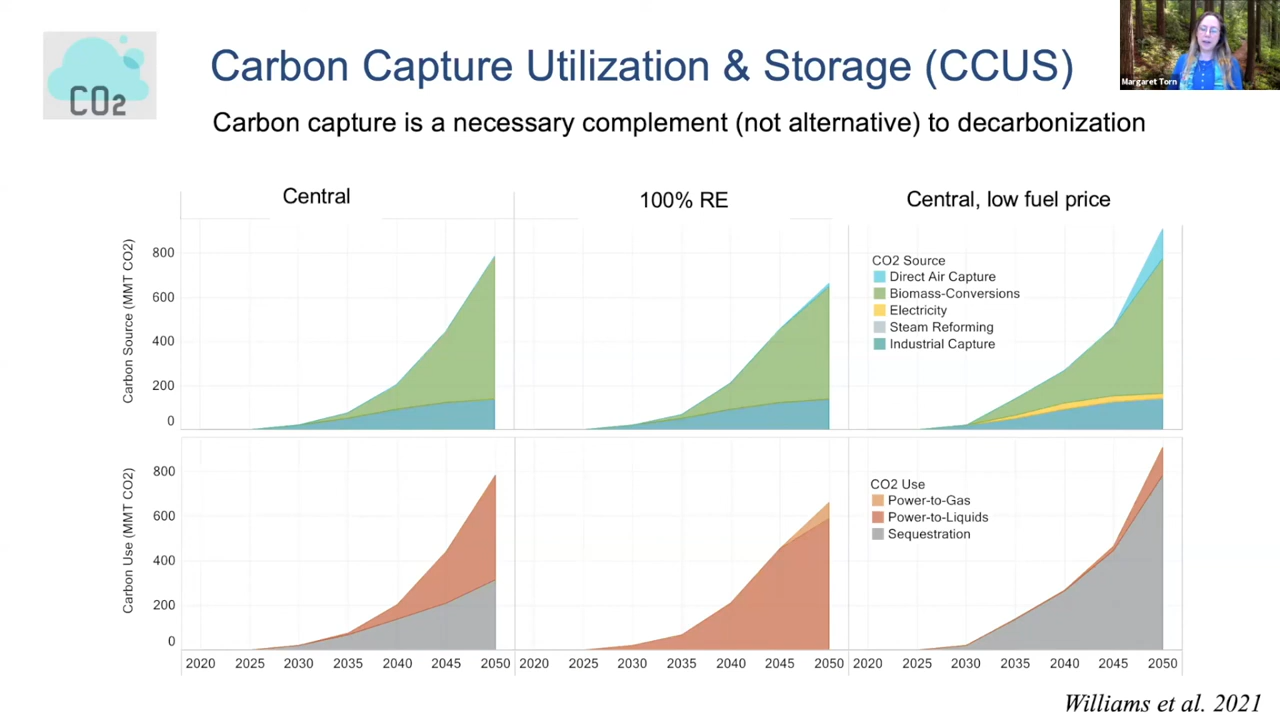 CO2
Carbon Capture Utilization & Storage (CCUS)
Margaret Torn
Carbon capture is a necessary complement (not alternative) to decarbonization
Central
100% RE
Central, low fuel price
Carbon Source (MMT CO2)
800
600
400
200
0
CO2 Source
Direct Air Capture
Biomass-Conversions
Electricity
Steam Reforming
Industrial Capture
Carbon Use (MMT CO2)
800
600
400
200
0
CO2 Use
Power-to-Gas
Power-to-Liquids
Sequestration
2020 2025 2030 2035 2040 2045 2050 2020 2025 2030 2035 2040 2045 2050 2020 2025 2030 2035 2040 2045 2050
Williams et al. 2021